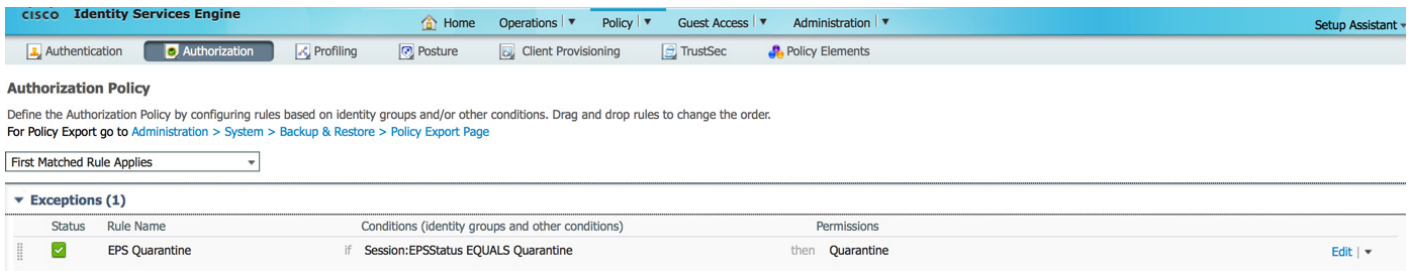 CISCO Identity Services Engine
Home Operations Policy Guest Access Administration Setup Assistant
Authentication Authorization Profiling Posture Client Provisioning TrustSec Policy Elements
Authorization Policy
Define the Authorization Policy by configuring rules based on identity groups and/or other conditions. Drag and drop rules to change the order.
For Policy Export go to Administration > System > Backup & Restore > Policy Export Page
First Matched Rule Applies
Exceptions (1)
Status Rule Name Conditions (identity groups and other conditions) Permissions
EPS Quarantine if Session:EPSStatus EQUALS Quarantine then Quarantine Edit |